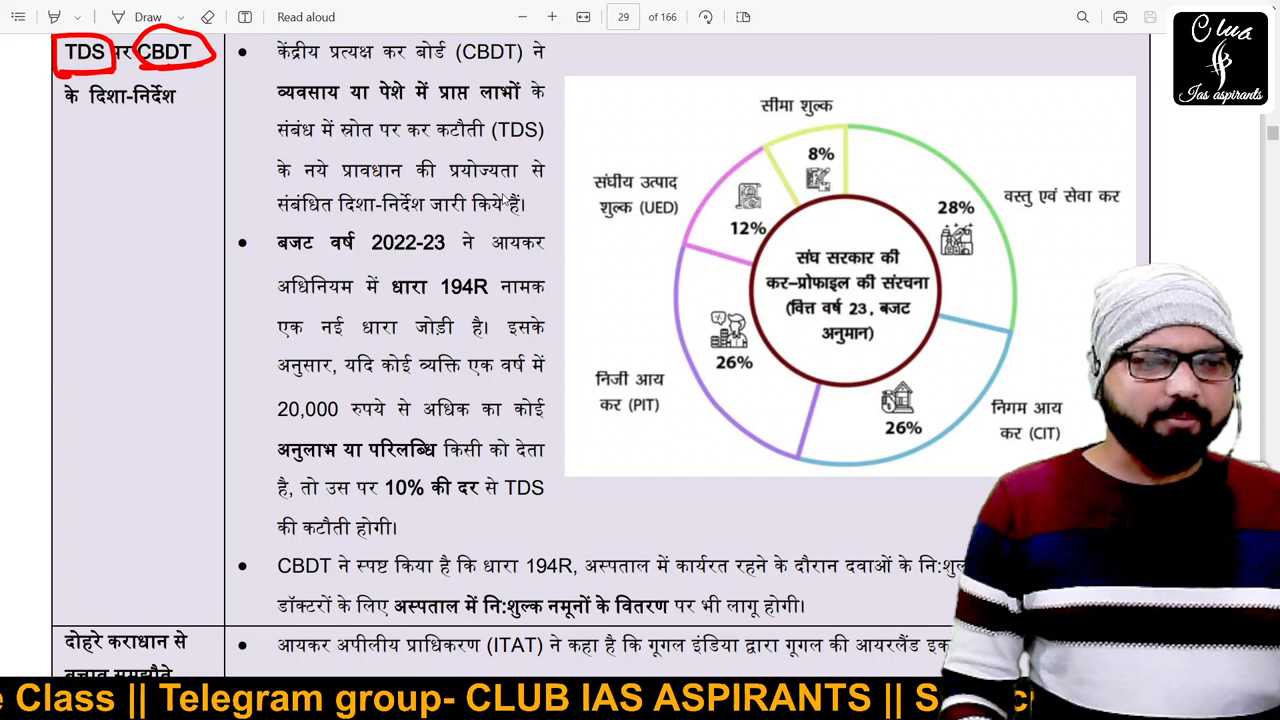 Draw
Read aloud
29
of 166
Clua
Ias aspirants
TDS पर CBDT
के दिशा-निर्देश
केंद्रीय प्रत्यक्ष कर बोर्ड (CBDT) ने
व्यवसाय या पेशे में प्राप्त लाभों के
संबंध में स्रोत पर कर कटौती (TDS)
के नये प्रावधान की प्रयोज्यता से
संबंधित दिशा-निर्देश जारी किये हैं।
बजट वर्ष 2022-23 ने आयकर
अधिनियम में धारा 194R नामक
एक नई धारा जोड़ी है। इसके
अनुसार, यदि कोई व्यक्ति एक वर्ष में
20,000 रुपये से अधिक का कोई
अनुलाभ या परिलब्धि किसी को देता
है, तो उस पर 10% की दर से TDS
की कटौती होगी।
सीमा शुल्क
8%
संघीय उत्पाद
शुल्क (UED)
12%
वस्तु एवं सेवा कर
28%
संघ सरकार की
कर-प्रोफाइल की संरचना
(वित्त वर्ष 23, बजट
अनुमान)
26%
निजी आय
कर (PIT)
26%
निगम आय
कर (CIT)
CBDT ने स्पष्ट किया है कि धारा 194R, अस्पताल में कार्यरत रहने के दौरान दवाओं के
डॉक्टरों के लिए अस्पताल में नि:शुल्क नमूनों के वितरण पर भी लागू होगी।
दोहरे कराधान से
बचाव समझौते
आयकर अपीलीय प्राधिकरण (ITAT) ने कहा है कि गूगल इंडिया द्वारा गूगल की आयरलैंड
Class || Telegram group- CLUB IAS ASPIRANTS ||